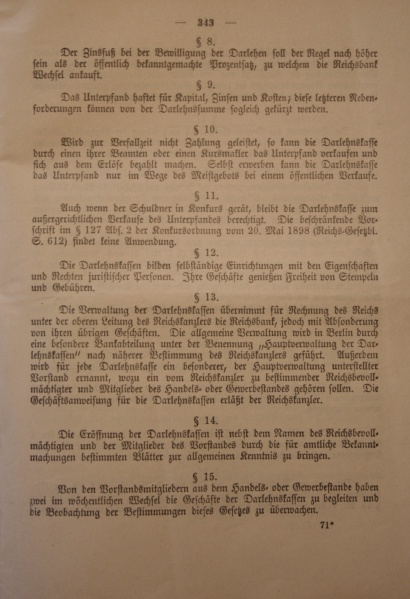 — 343 —
§ 8.
Der Zinsfuß bei der Bewilligung der Darlehen soll der Regel nach höher
sein als der öffentlich bekanntgemachte Prozentsatz, zu welchem die Reichsbank
Wechsel ankauft.
§ 9.
Das Unterpfand haftet für Kapital, Zinsen und Kosten; diese letzteren Neben-
forderungen können von der Darlehnssumme sogleich gekürzt werden.
§ 10.
Wird zur Verfallzeit nicht Zahlung geleistet, so kann die Darlehnskasse
durch einen ihrer Beamten oder einen Kursmakler das Unterpfand verkaufen und
sich aus dem Erlöse bezahlt machen. Selbst erwerben kann die Darlehnskasse
das Unterpfand nur im Wege des Meistgebots bei einem öffentlichen Verkaufe.
§ 11.
Auch wenn der Schuldner in Konkurs gerät, bleibt die Darlehnskasse zum
außergerichtlichen Verkaufe des Unterpfandes berechtigt. Die beschränkende Vor-
schrift im § 127 Abs. 2 der Konkursordnung vom 20. Mai 1898 (Reichs-Gesetzbl.
S. 612) findet keine Anwendung.
§ 12.
Die Darlehnskassen bilden selbständige Einrichtungen mit den Eigenschaften
und Rechten juristischer Personen. Ihre Geschäfte genießen Freiheit von Stempeln
und Gebühren.
§ 13.
Die Verwaltung der Darlehnskassen übernimmt für Rechnung des Reichs
unter der oberen Leitung des Reichskanzlers die Reichsbank, jedoch mit Absonderung
von ihren übrigen Geschäften. Die allgemeine Verwaltung wird in Berlin durch
eine besondere Bankabteilung unter der Benennung „Hauptverwaltung der Dar-
lehnskassen“ nach näherer Bestimmung des Reichskanzlers geführt. Außerdem
wird für jede Darlehnskasse ein besonderer, der Hauptverwaltung unterstellter
Vorstand ernannt, wozu ein vom Reichskanzler zu bestimmender Reichsbevoll-
mächtigter und Mitglieder des Handels- oder Gewerbestandes gehören sollen. Die
Geschäftsanweisung für die Darlehnskassen erläßt der Reichskanzler.
§ 14.
Die Eröffnung der Darlehnskassen ist nebst dem Namen des Reichsbevoll-
mächtigten und der Mitglieder des Vorstandes durch die für amtliche Bekannt-
machungen bestimmten Blätter zur allgemeinen Kenntnis zu bringen.
§ 15.
Von den Vorstandsmitgliedern aus dem Handels- oder Gewerbestande haben
zwei im wöchentlichen Wechsel die Geschäfte der Darlehnskassen zu begleiten und
die Beobachtung der Bestimmungen dieses Gesetzes zu überwachen.
71*